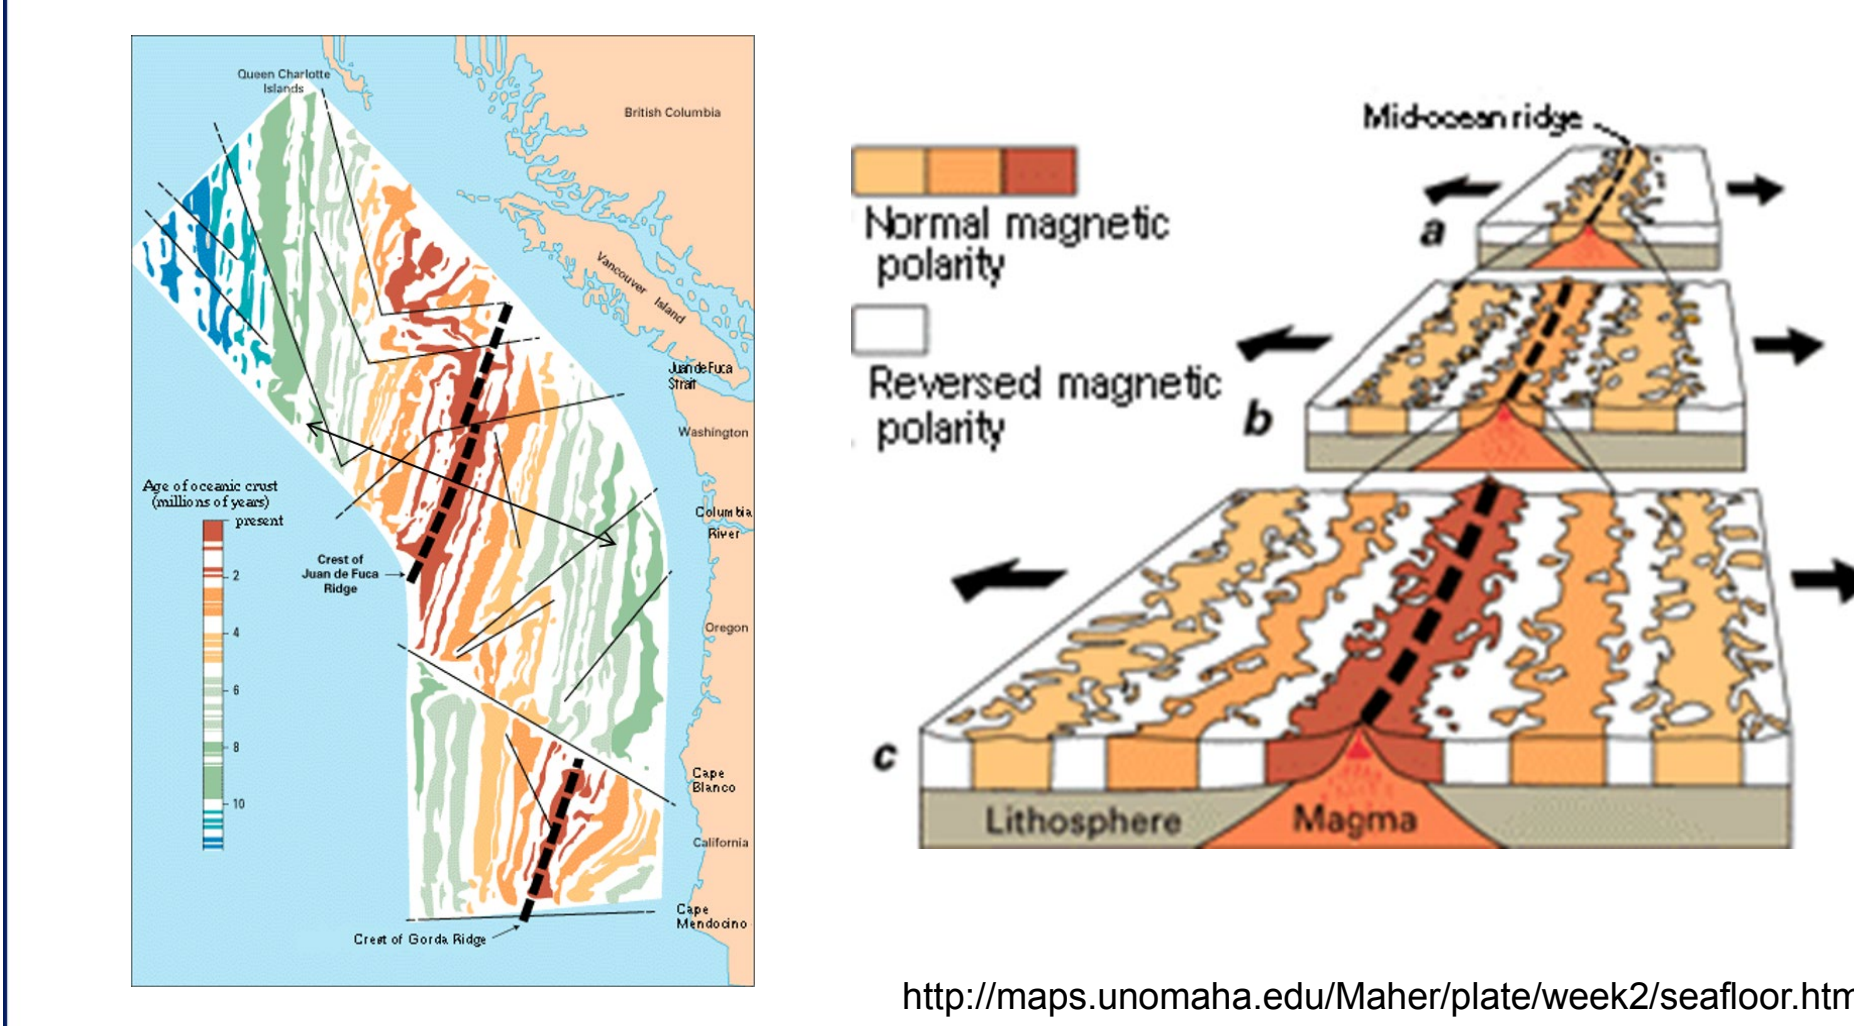 Queen Charlotte
Islands
British Columbia
Vancouver Island
Juan de Fuca
Strait
Washington
Age of oceanic crust
(millions of years)
present
2
4
6
8
10
Columbia
River
Crest of
Juan de Fuca
Ridge
Oregon
Cape
Blanco
California
Cape
Mendocino
Crest of Gorda Ridge
Mid-ocean ridge
Normal magnetic
polarity
Reversed magnetic
polarity
a
b
c
Lithosphere
Magma
http://maps.unomaha.edu/Maher/plate/week2/seafloor.htm